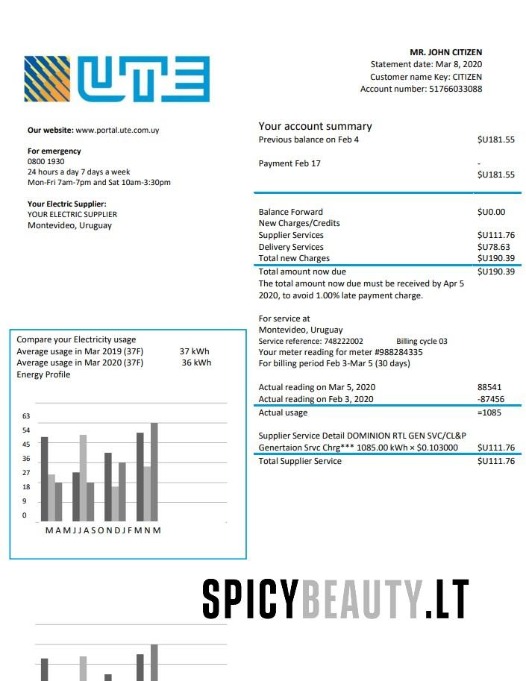 UTE
MR. JOHN CITIZEN
Statement date: Mar 8, 2020
Customer name Key: CITIZEN
Account number: 51766033088
Our website: www.portal.ute.com.uy
For emergency
0800 1930
24 hours a day 7 days a week
Mon-Fri 7am-7pm and Sat 10am-3:30pm
Your Electric Supplier:
YOUR ELECTRIC SUPPLIER
Montevideo, Uruguay
Your account summary
Previous balance on Feb 4 $U181.55
Payment Feb 17 -
$U181.55
Balance Forward $U0.00
New Charges/Credits
Supplier Services $U111.76
Delivery Services $U78.63
Total new Charges $U190.39
Total amount now due $U190.39
The total amount now due must be received by Apr 5
2020, to avoid 1.00% late payment charge.
For service at
Montevideo, Uruguay
Service reference: 748222002 Billing cycle 03
Your meter reading for meter #988284335
For billing period Feb 3-Mar 5 (30 days)
Actual reading on Mar 5, 2020 88541
Actual reading on Feb 3, 2020 -87456
Actual usage =1085
Supplier Service Detail DOMINION RTL GEN SVC/CL&P
Genertaion Srvc Chrg*** 1085.00 kWh × $0.103000 $U111.76
Total Supplier Service $U111.76
Compare your Electricity usage
Average usage in Mar 2019 (37F) 37 kWh
Average usage in Mar 2020 (37F) 36 kWh
Energy Profile
63
54
45
36
27
18
9
0
M A M J J A S O N D J F M N M
SPICYBEAUTY.LT